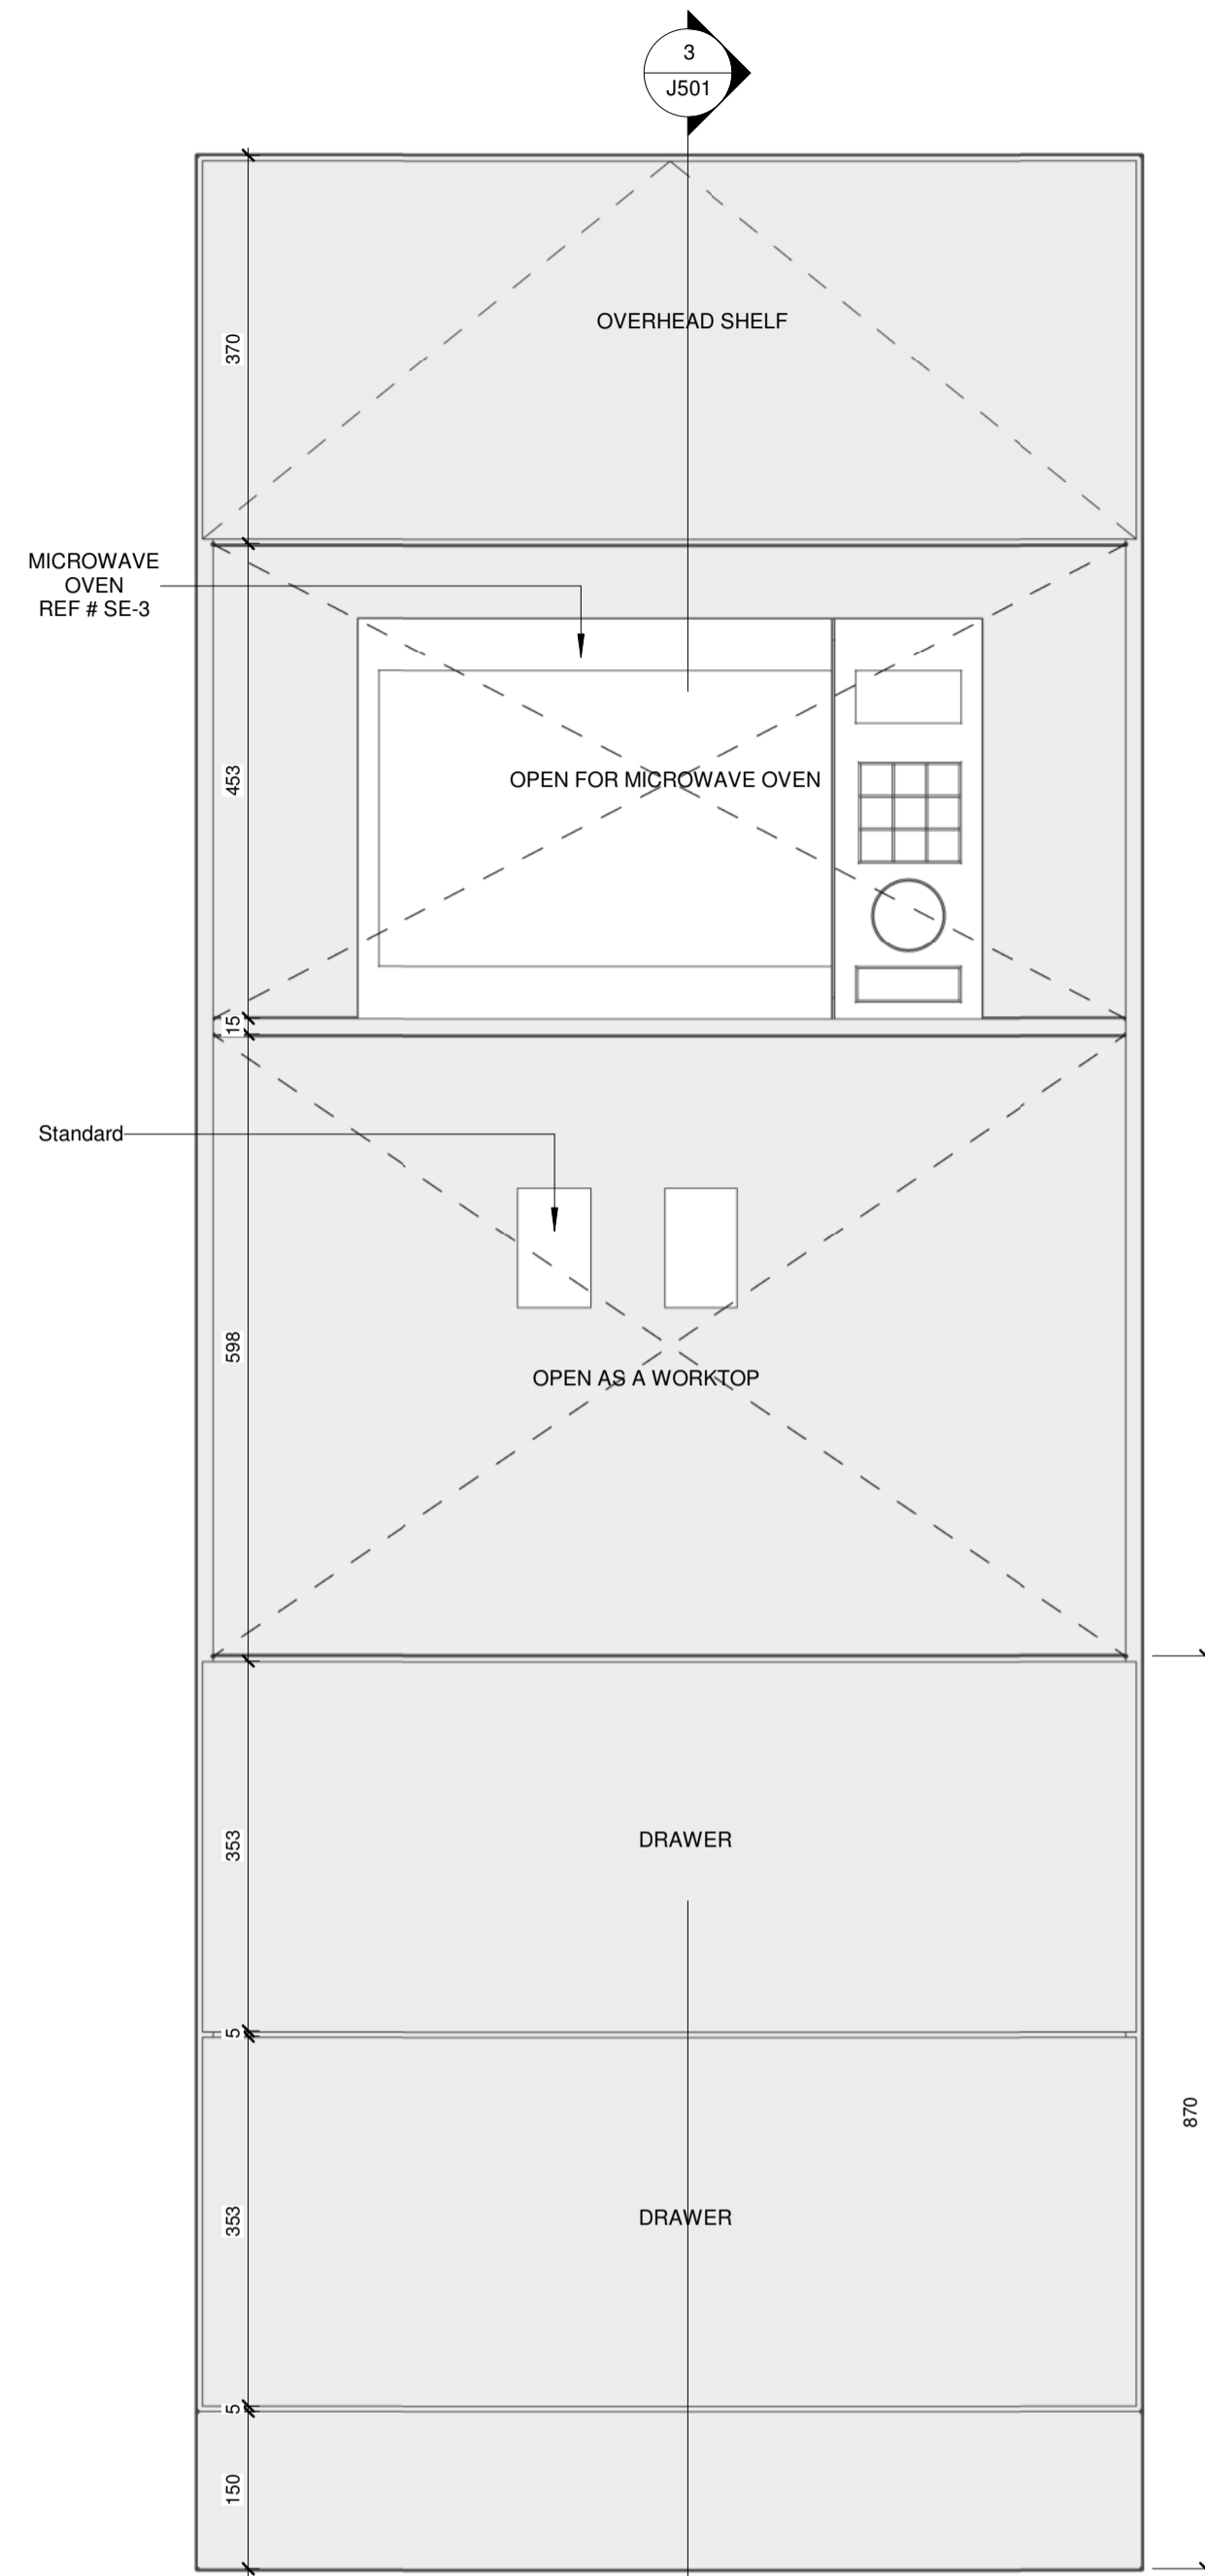 3
J501
OVERHEAD SHELF
370
MICROWAVE
OVEN
REF # SE-3
453
OPEN FOR MICROWAVE OVEN
15
Standard
598
OPEN AS A WORKTOP
353
DRAWER
5
870
353
DRAWER
5
150